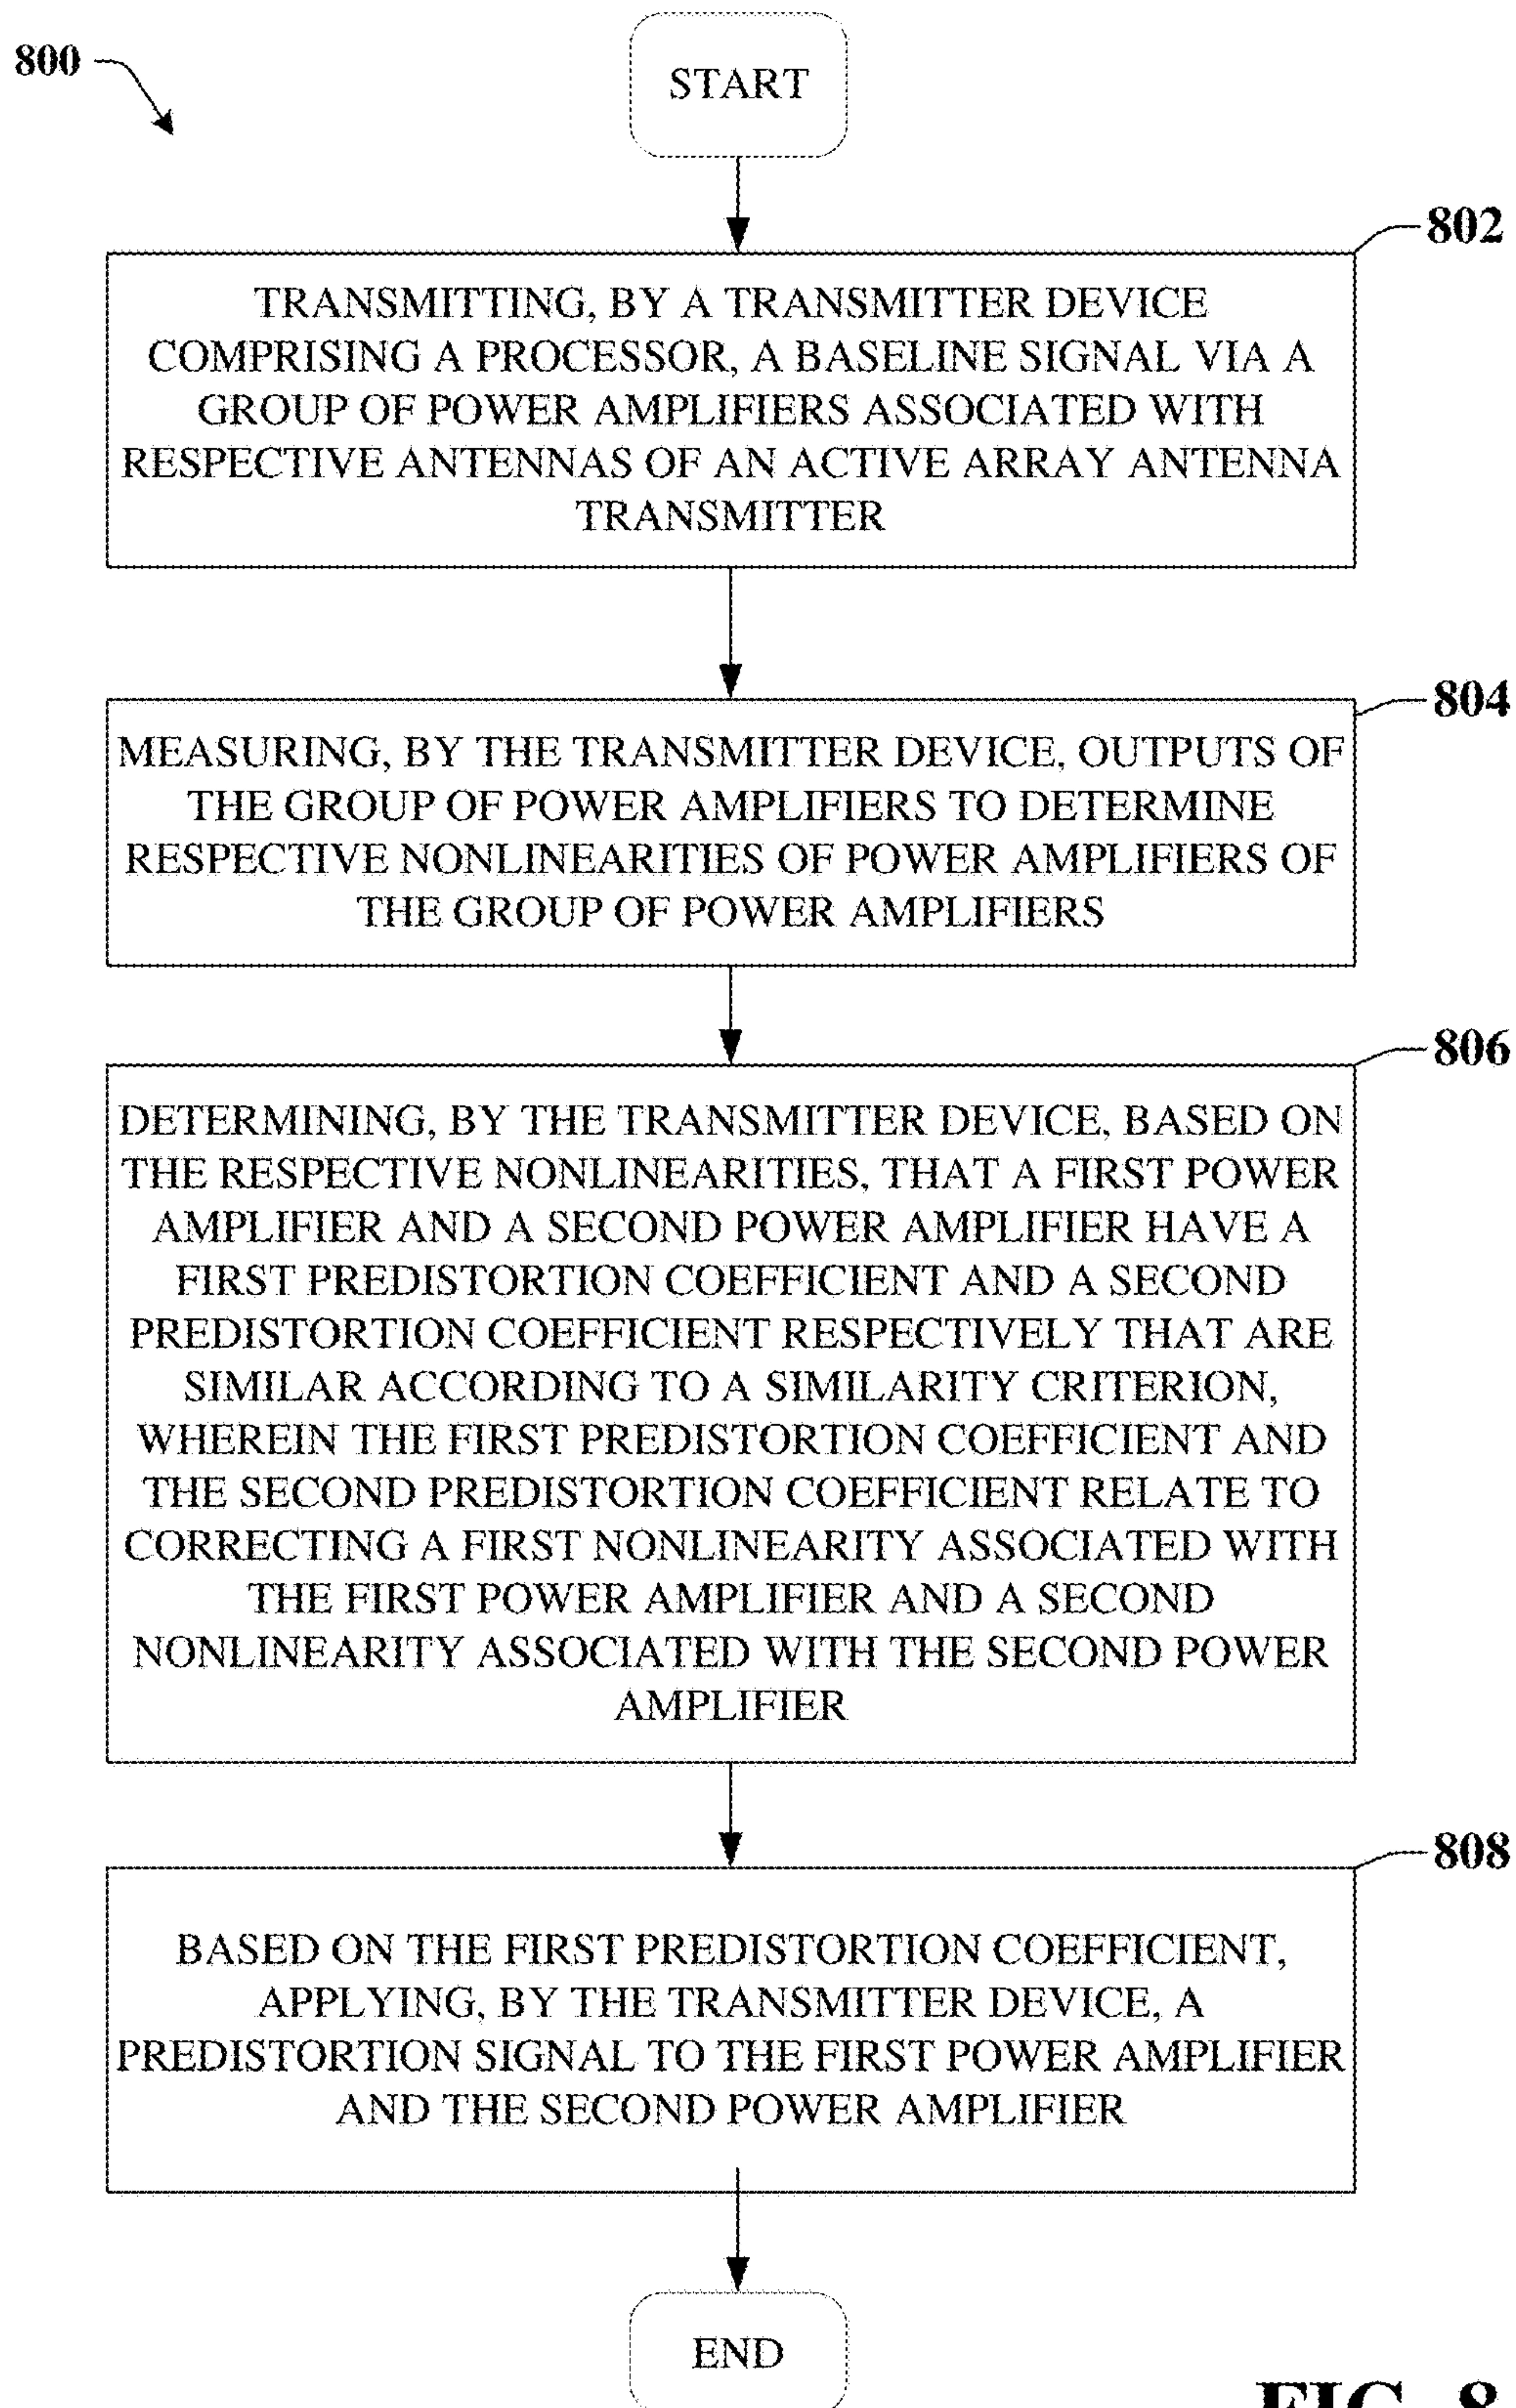 800
START
802
TRANSMITTING, BY A TRANSMITTER DEVICE
COMPRISING A PROCESSOR, A BASELINE SIGNAL VIA A
GROUP OF POWER AMPLIFIERS ASSOCIATED WITH
RESPECTIVE ANTENNAS OF AN ACTIVE ARRAY ANTENNA
TRANSMITTER
804
MEASURING, BY THE TRANSMITTER DEVICE, OUTPUTS OF
THE GROUP OF POWER AMPLIFIERS TO DETERMINE
RESPECTIVE NONLINEARITIES OF POWER AMPLIFIERS OF
THE GROUP OF POWER AMPLIFIERS
806
DETERMINING, BY THE TRANSMITTER DEVICE, BASED ON
THE RESPECTIVE NONLINEARITIES, THAT A FIRST POWER
AMPLIFIER AND A SECOND POWER AMPLIFIER HAVE A
FIRST PREDISTORTION COEFFICIENT AND A SECOND
PREDISTORTION COEFFICIENT RESPECTIVELY THAT ARE
SIMILAR ACCORDING TO A SIMILARITY CRITERION,
WHEREIN THE FIRST PREDISTORTION COEFFICIENT AND
THE SECOND PREDISTORTION COEFFICIENT RELATE TO
CORRECTING A FIRST NONLINEARITY ASSOCIATED WITH
THE FIRST POWER AMPLIFIER AND A SECOND
NONLINEARITY ASSOCIATED WITH THE SECOND POWER
AMPLIFIER
808
BASED ON THE FIRST PREDISTORTION COEFFICIENT,
APPLYING, BY THE TRANSMITTER DEVICE, A
PREDISTORTION SIGNAL TO THE FIRST POWER AMPLIFIER
AND THE SECOND POWER AMPLIFIER
END
FIG. 8